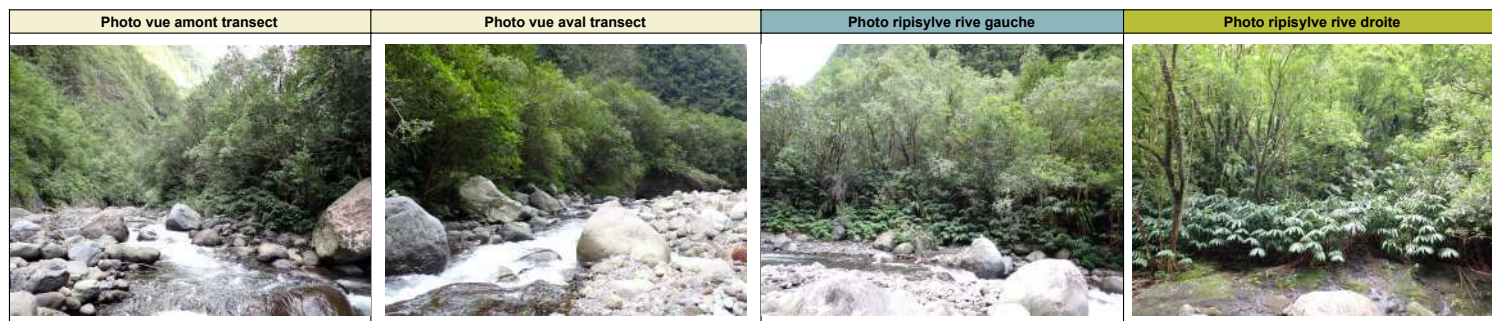 Photo vue amont transect
Photo vue aval transect
Photo ripisylve rive gauche
Photo ripisylve rive droite